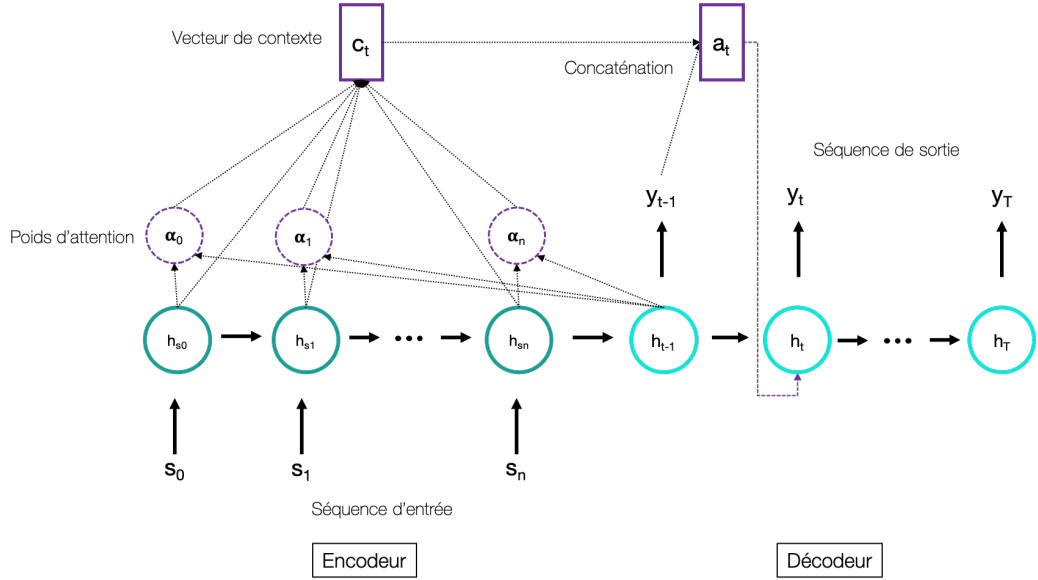 Vecteur de contexte
c_t
a_t
Concaténation
Séquence de sortie
y_t-1
y_t
y_T
Poids d'attention
α_0
α_1
α_n
h_s0
h_s1
•••
h_sn
h_t-1
h_t
•••
h_T
s_0
s_1
s_n
Séquence d'entrée
Encodeur
Décodeur